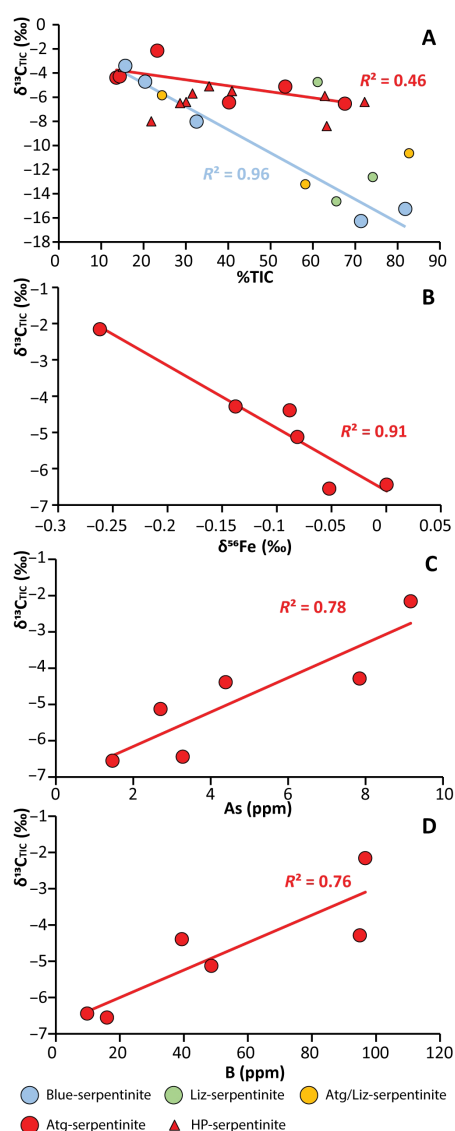 0
−2
−4
−6
−8
−10
−12
−14
−16
−18
δ¹³C_TIC (‰)
A
R² = 0.46
R² = 0.96
0 10 20 30 40 50 60 70 80 90
%TIC
−1
−2
−3
−4
−5
−6
−7
δ¹³C_TIC (‰)
B
R² = 0.91
−0.3 −0.25 −0.2 −0.15 −0.1 −0.05 0 0.05
δ⁵⁶Fe (‰)
−1
−2
−3
−4
−5
−6
−7
δ¹³C_TIC (‰)
C
R² = 0.78
0 2 4 6 8 10
As (ppm)
−1
−2
−3
−4
−5
−6
−7
δ¹³C_TIC (‰)
D
R² = 0.76
0 20 40 60 80 100 120
B (ppm)
Blue-serpentinite Liz-serpentinite Atg/Liz-serpentinite
Atg-serpentinite HP-serpentinite